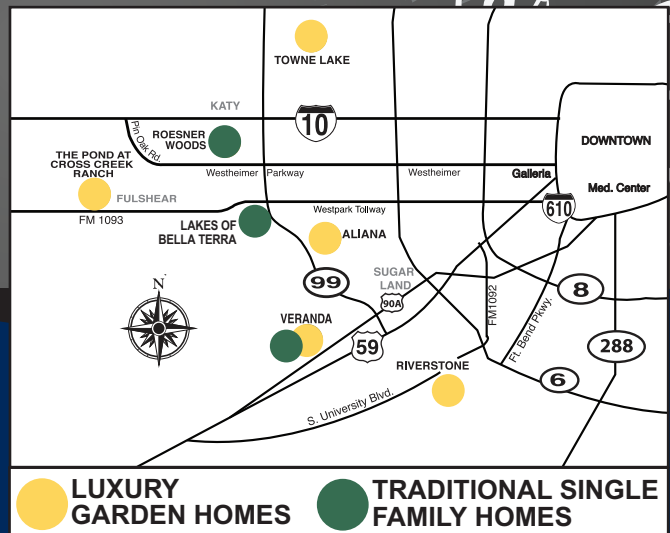 TOWNE LAKE
KATY
10
ROESNER
WOODS
Pin Oak Rd.
DOWNTOWN
THE POND AT
CROSS CREEK
RANCH
Westheimer Parkway
Westheimer
Galleria
Med. Center
FULSHEAR
FM 1093
Westpark Tollway
610
LAKES OF
BELLA TERRA
ALIANA
99
SUGAR
LAND
90A
8
N
FM1092
Ft. Bend Pkwy.
VERANDA
59
288
RIVERSTONE
6
S. University Blvd.
LUXURY
GARDEN HOMES
TRADITIONAL SINGLE
FAMILY HOMES